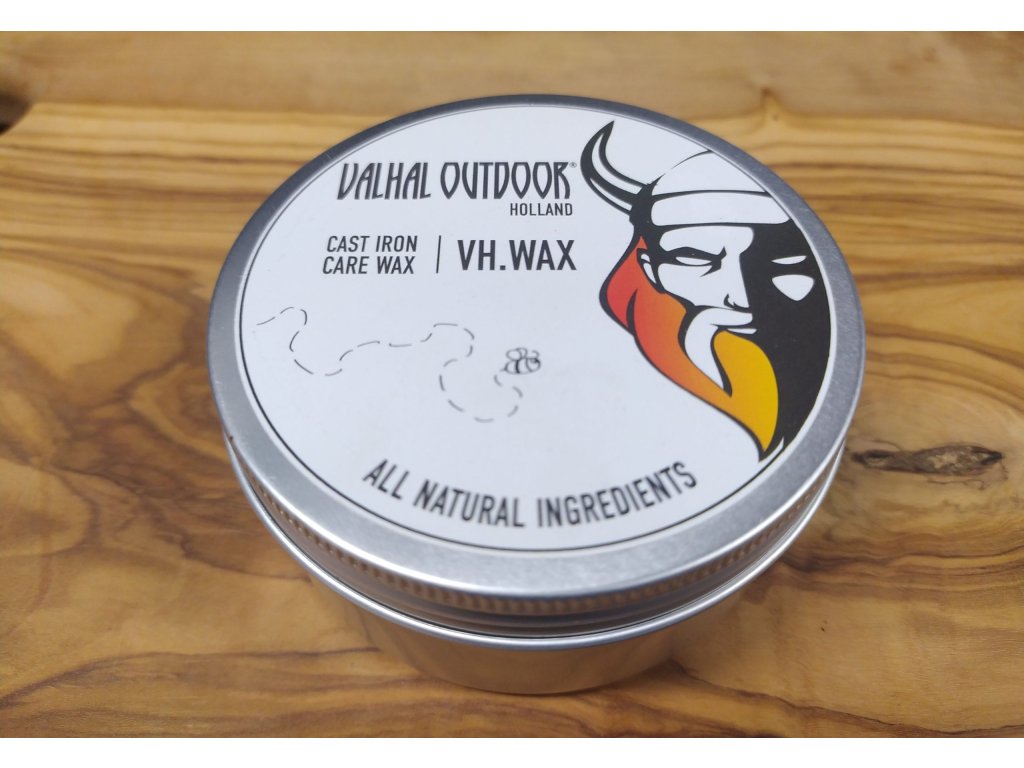 VALHAL OUTDOOR®
HOLLAND
CAST IRON
CARE WAX | VH.WAX
ALL NATURAL INGREDIENTS